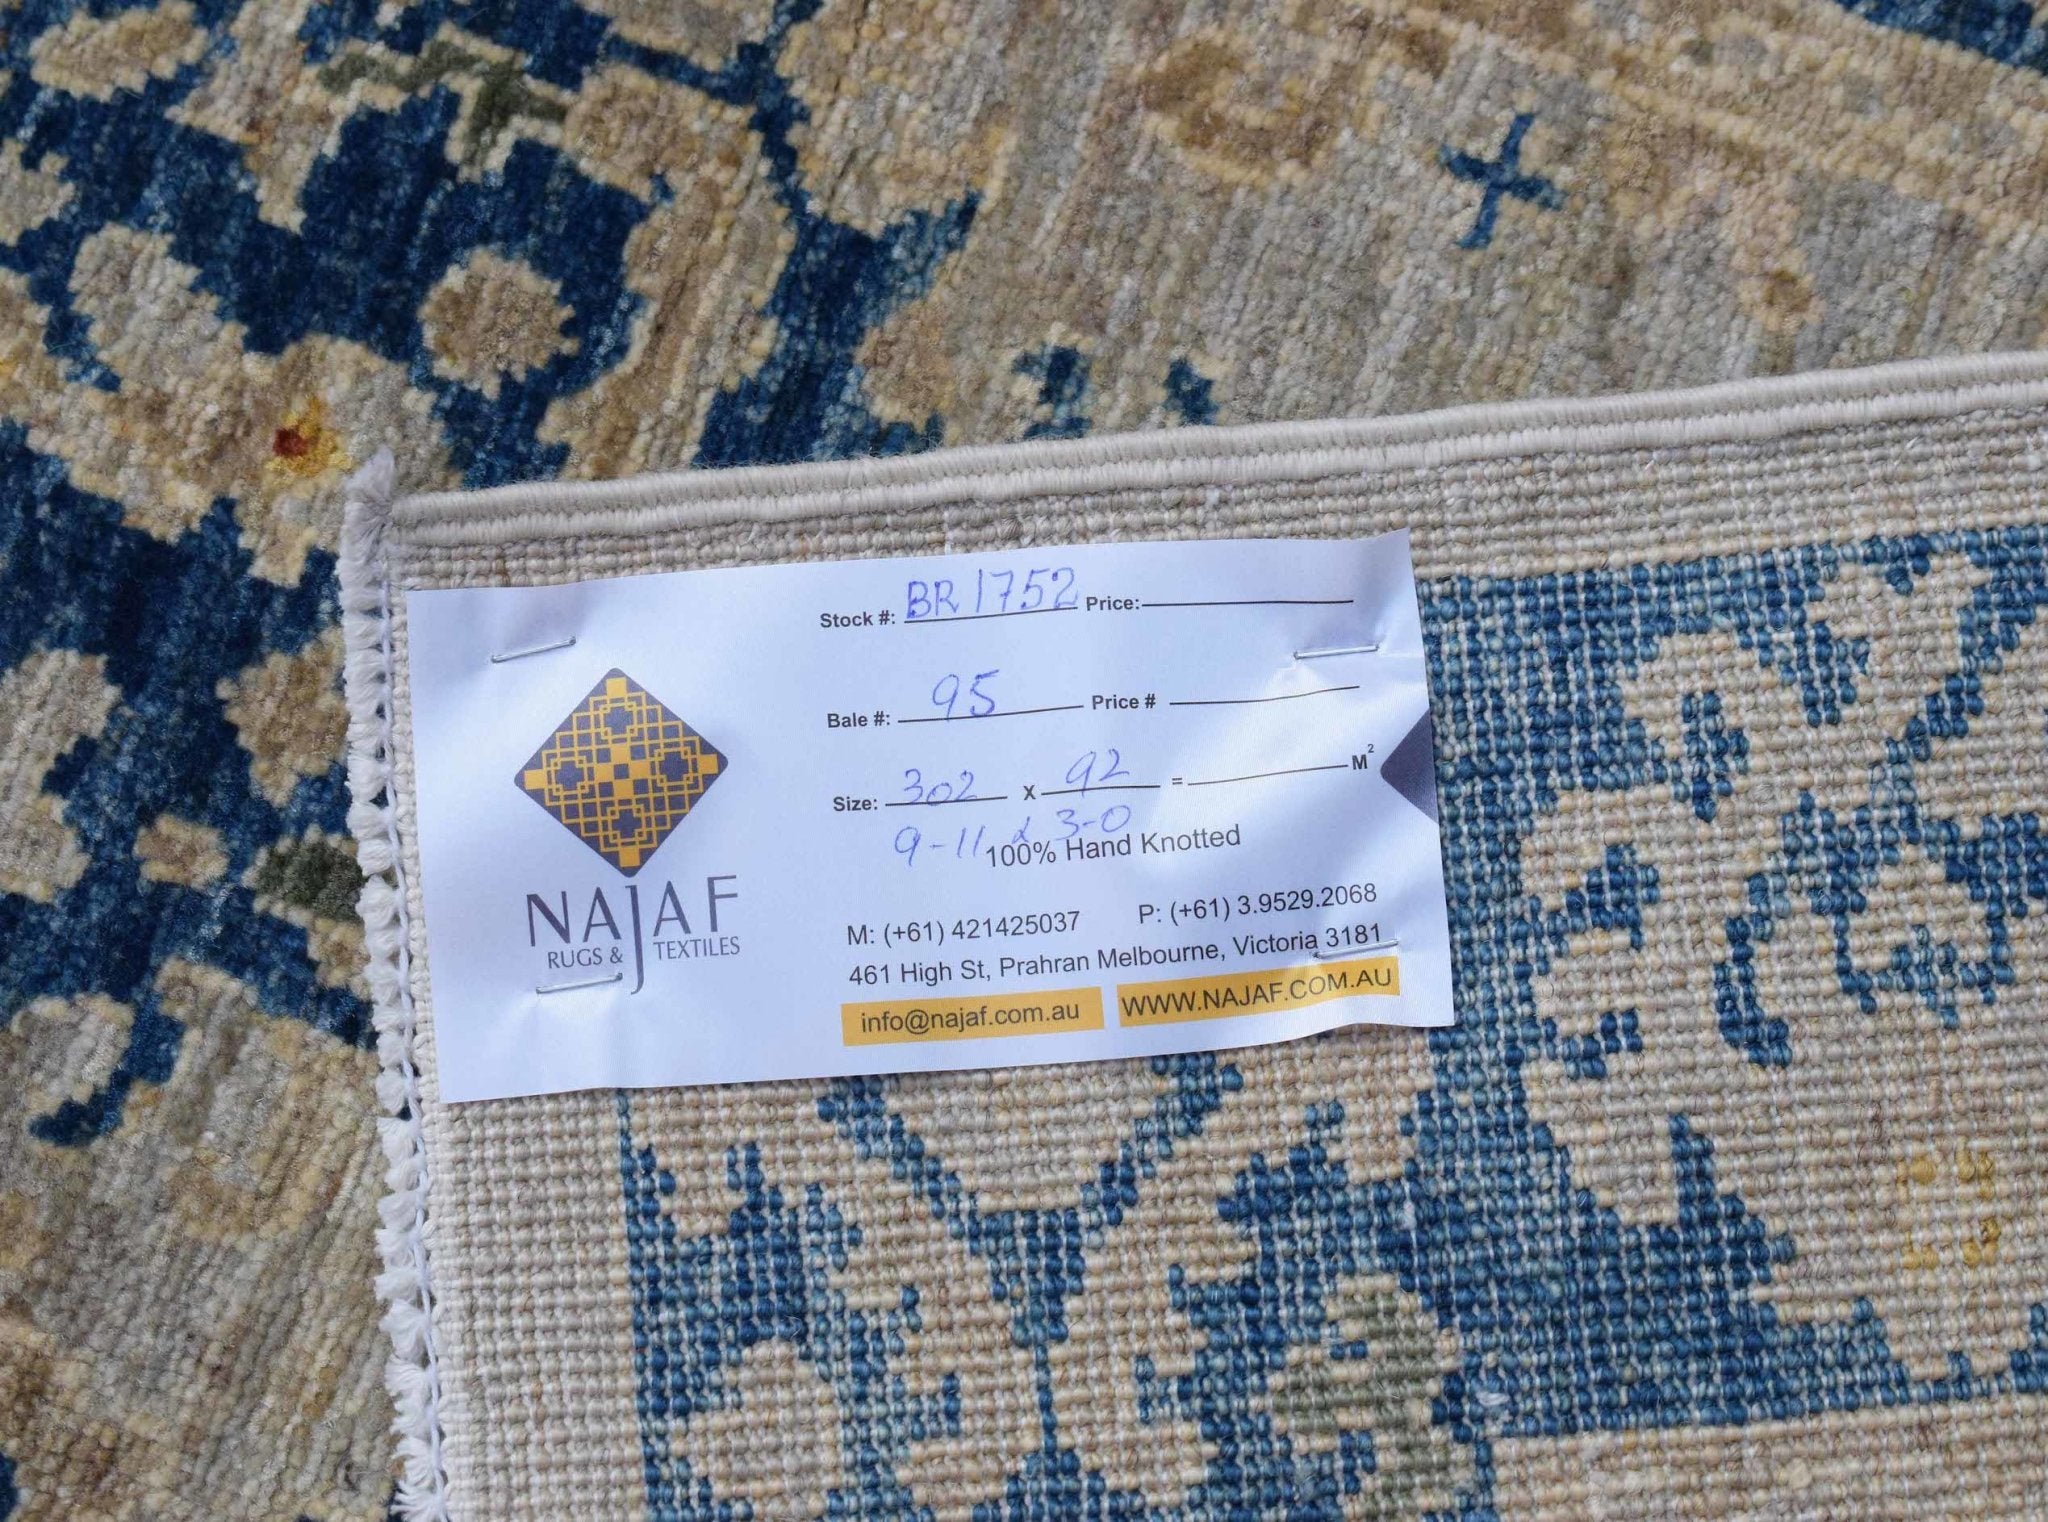 Stock #: BR 1752 Price:
Bale #: 95 Price #
Size: 302 x 92 = M²
9-11 x 3-0
100% Hand Knotted
NAJAF
RUGS & TEXTILES
M: (+61) 421425037 P: (+61) 3.9529.2068
461 High St, Prahran Melbourne, Victoria 3181
info@najaf.com.au WWW.NAJAF.COM.AU